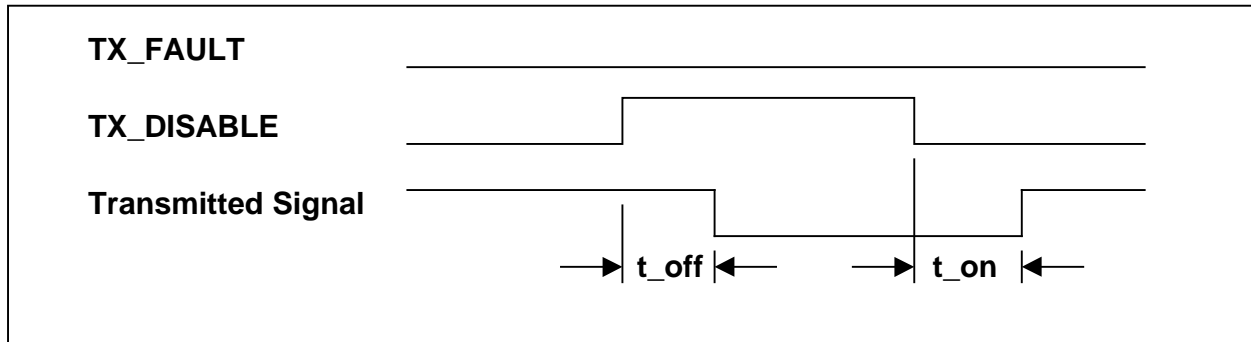 TX_FAULT
TX_DISABLE
Transmitted Signal
t_off t_on